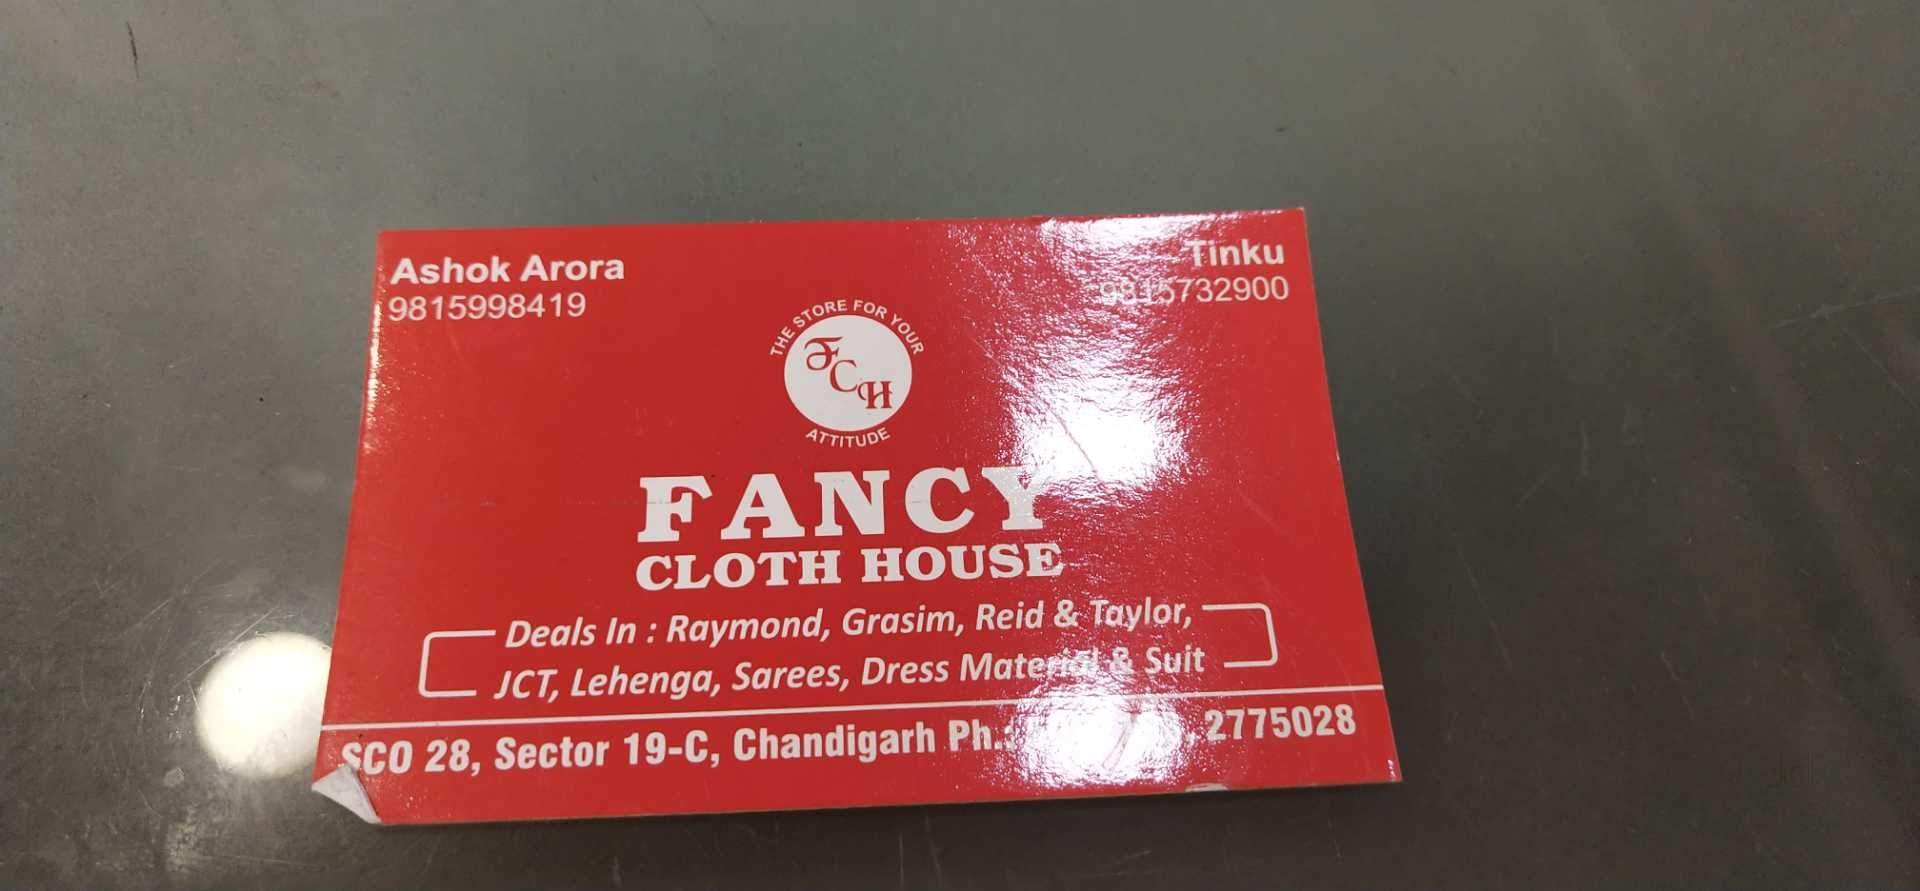 Ashok Arora
9815998419
Tinku
9815732900
THE STORE FOR YOUR
FCH
ATTITUDE
FANCY
CLOTH HOUSE
Deals In : Raymond, Grasim, Reid & Taylor,
JCT, Lehenga, Sarees, Dress Material & Suit
SCO 28, Sector 19-C, Chandigarh Ph.: 2775028